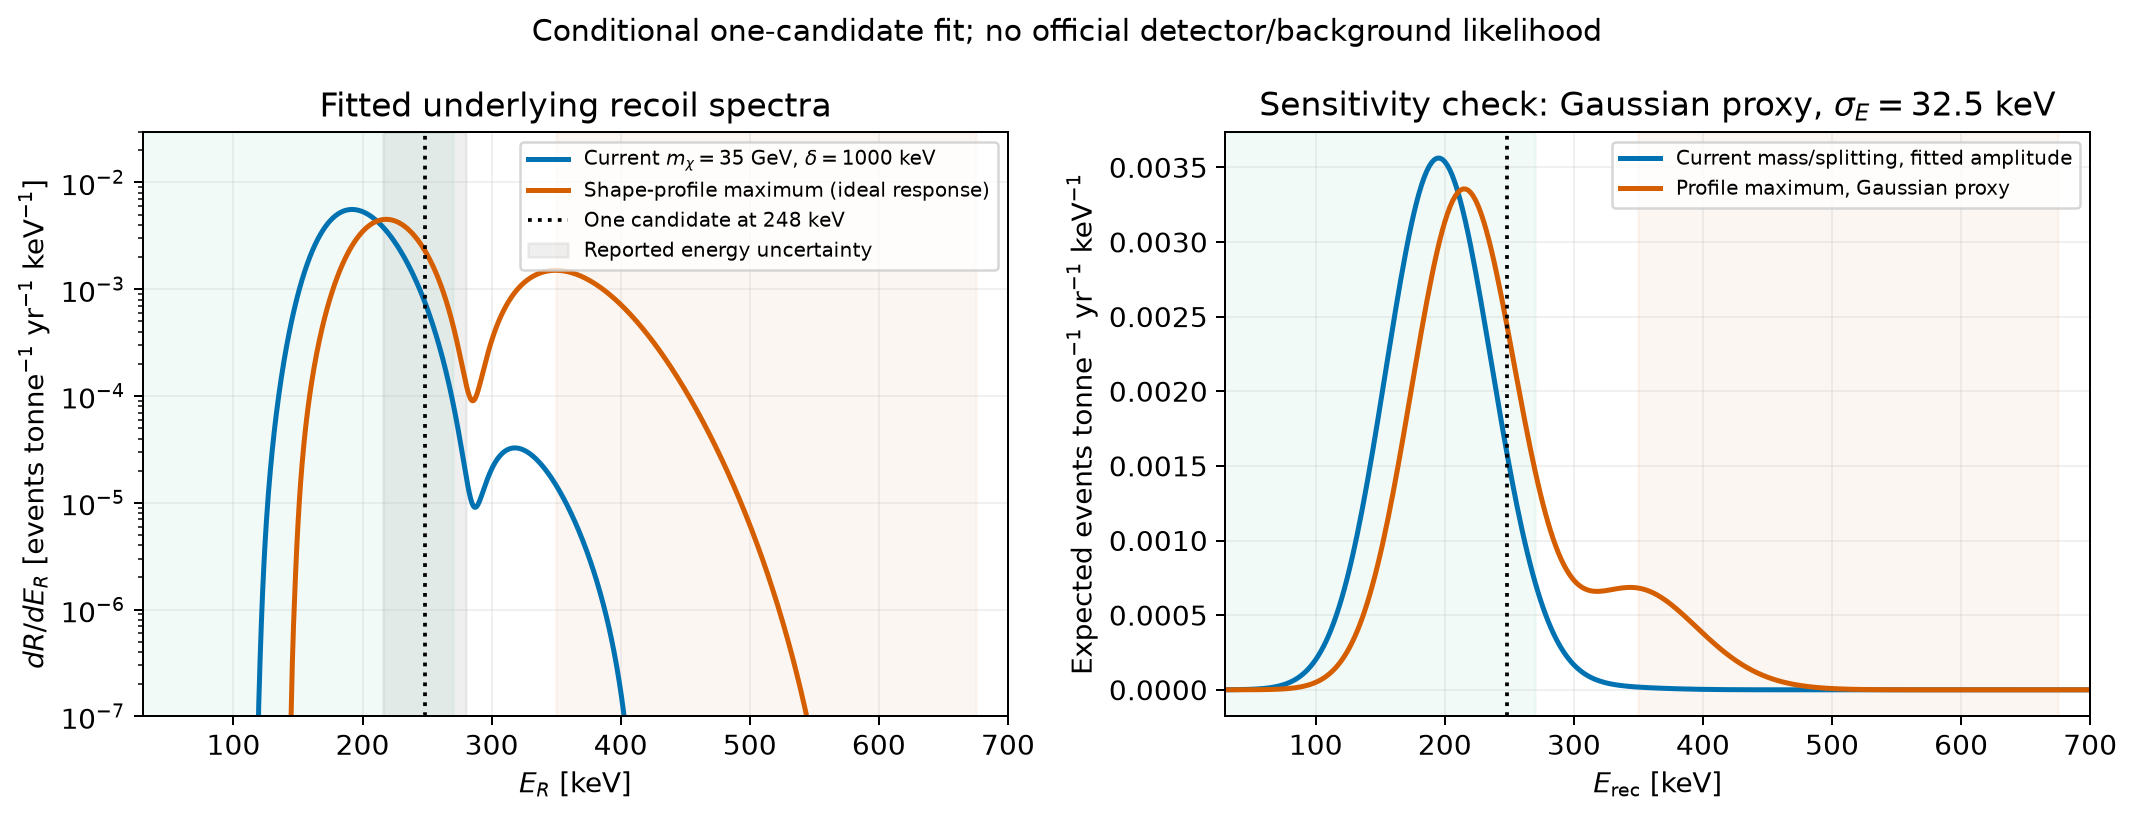 Conditional one-candidate fit; no official detector/background likelihood
Fitted underlying recoil spectra
dR/dE_R [events tonne⁻¹ yr⁻¹ keV⁻¹]
10⁻²
10⁻³
10⁻⁴
10⁻⁵
10⁻⁶
10⁻⁷
Current mχ = 35 GeV, δ = 1000 keV
Shape-profile maximum (ideal response)
One candidate at 248 keV
Reported energy uncertainty
100 200 300 400 500 600 700
E_R [keV]
Sensitivity check: Gaussian proxy, σ_E = 32.5 keV
Expected events tonne⁻¹ yr⁻¹ keV⁻¹
0.0035
0.0030
0.0025
0.0020
0.0015
0.0010
0.0005
0.0000
Current mass/splitting, fitted amplitude
Profile maximum, Gaussian proxy
100 200 300 400 500 600 700
E_rec [keV]